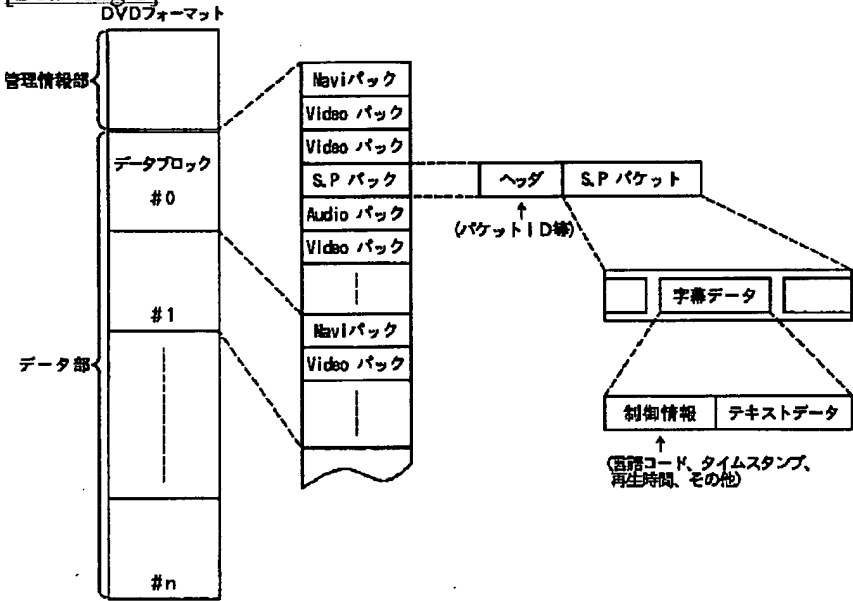 DVDフォーマット
管理情報部
データブロック
#0
#1
データ部
#n
Naviパック
Video パック
Video パック
S.P パック
Audio パック
Video パック
Naviパック
Video パック
ヘッダ
S.P パケット
(パケットID等)
字幕データ
制御情報
テキストデータ
(言語コード、タイムスタンプ、
再生時間、その他)